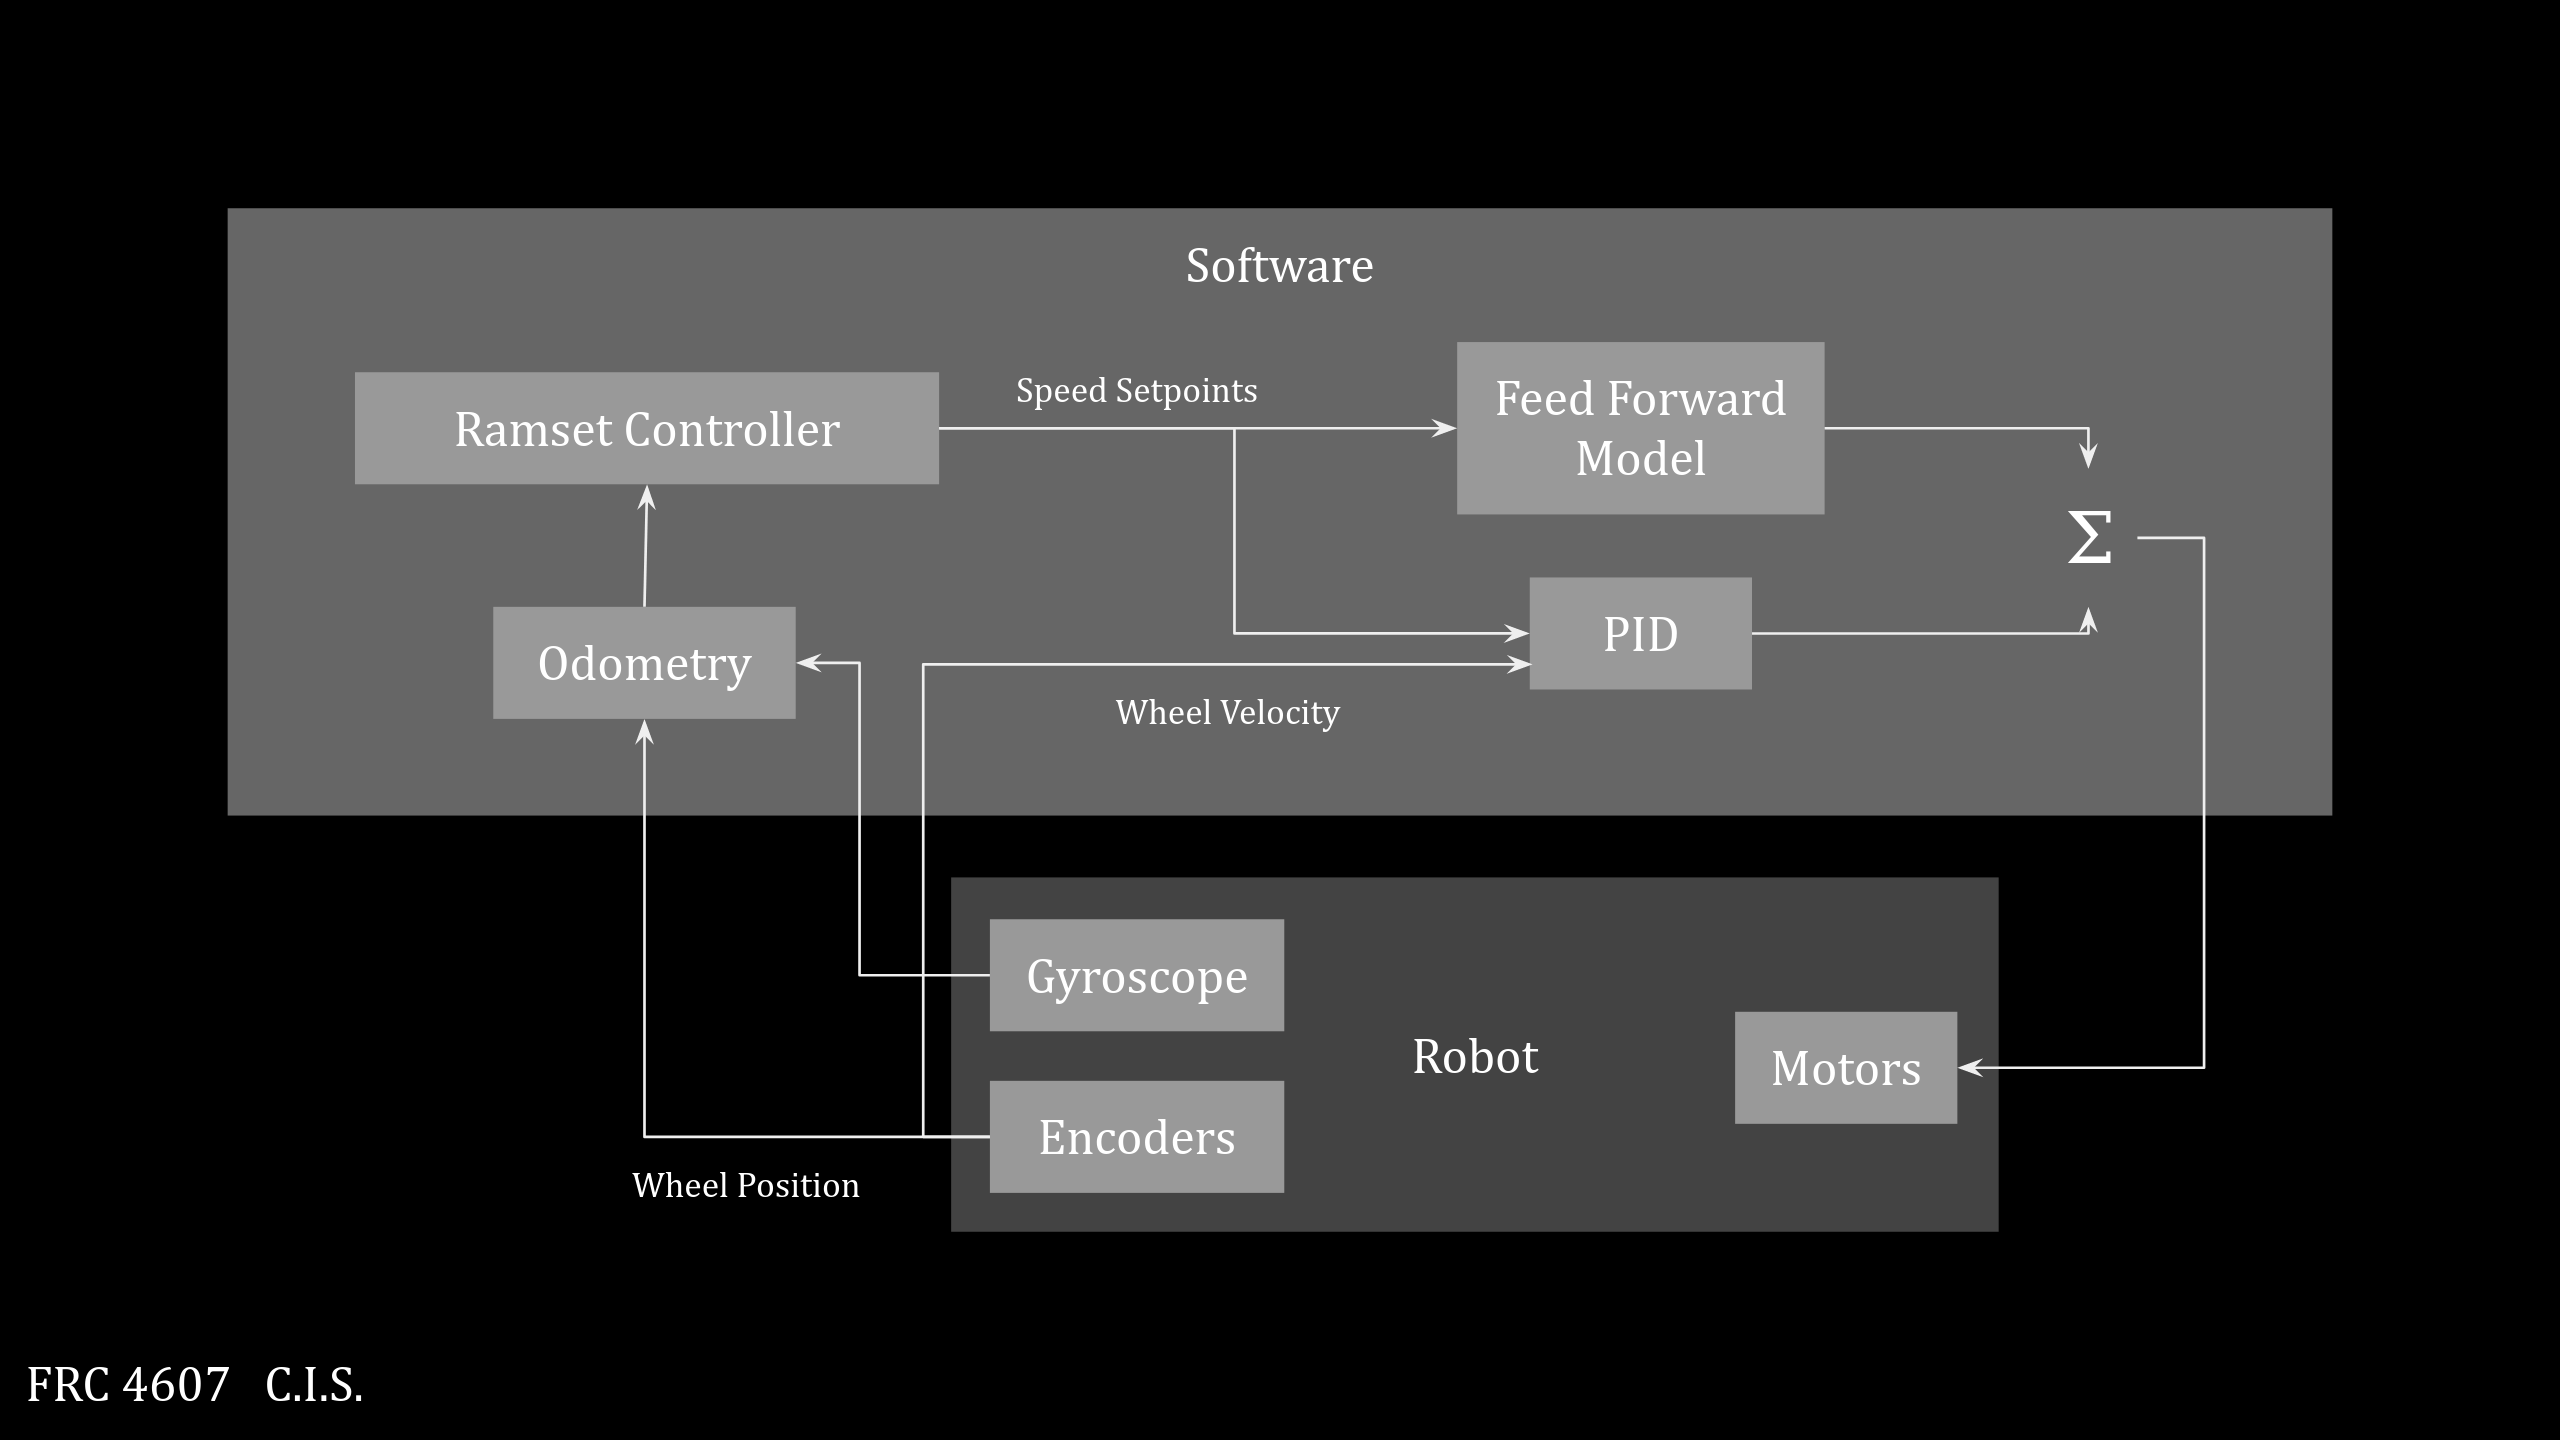 Software
Ramset Controller
Speed Setpoints
Feed Forward
Model
Σ
Odometry
PID
Wheel Velocity
Gyroscope
Robot
Motors
Encoders
Wheel Position
FRC 4607 C.I.S.